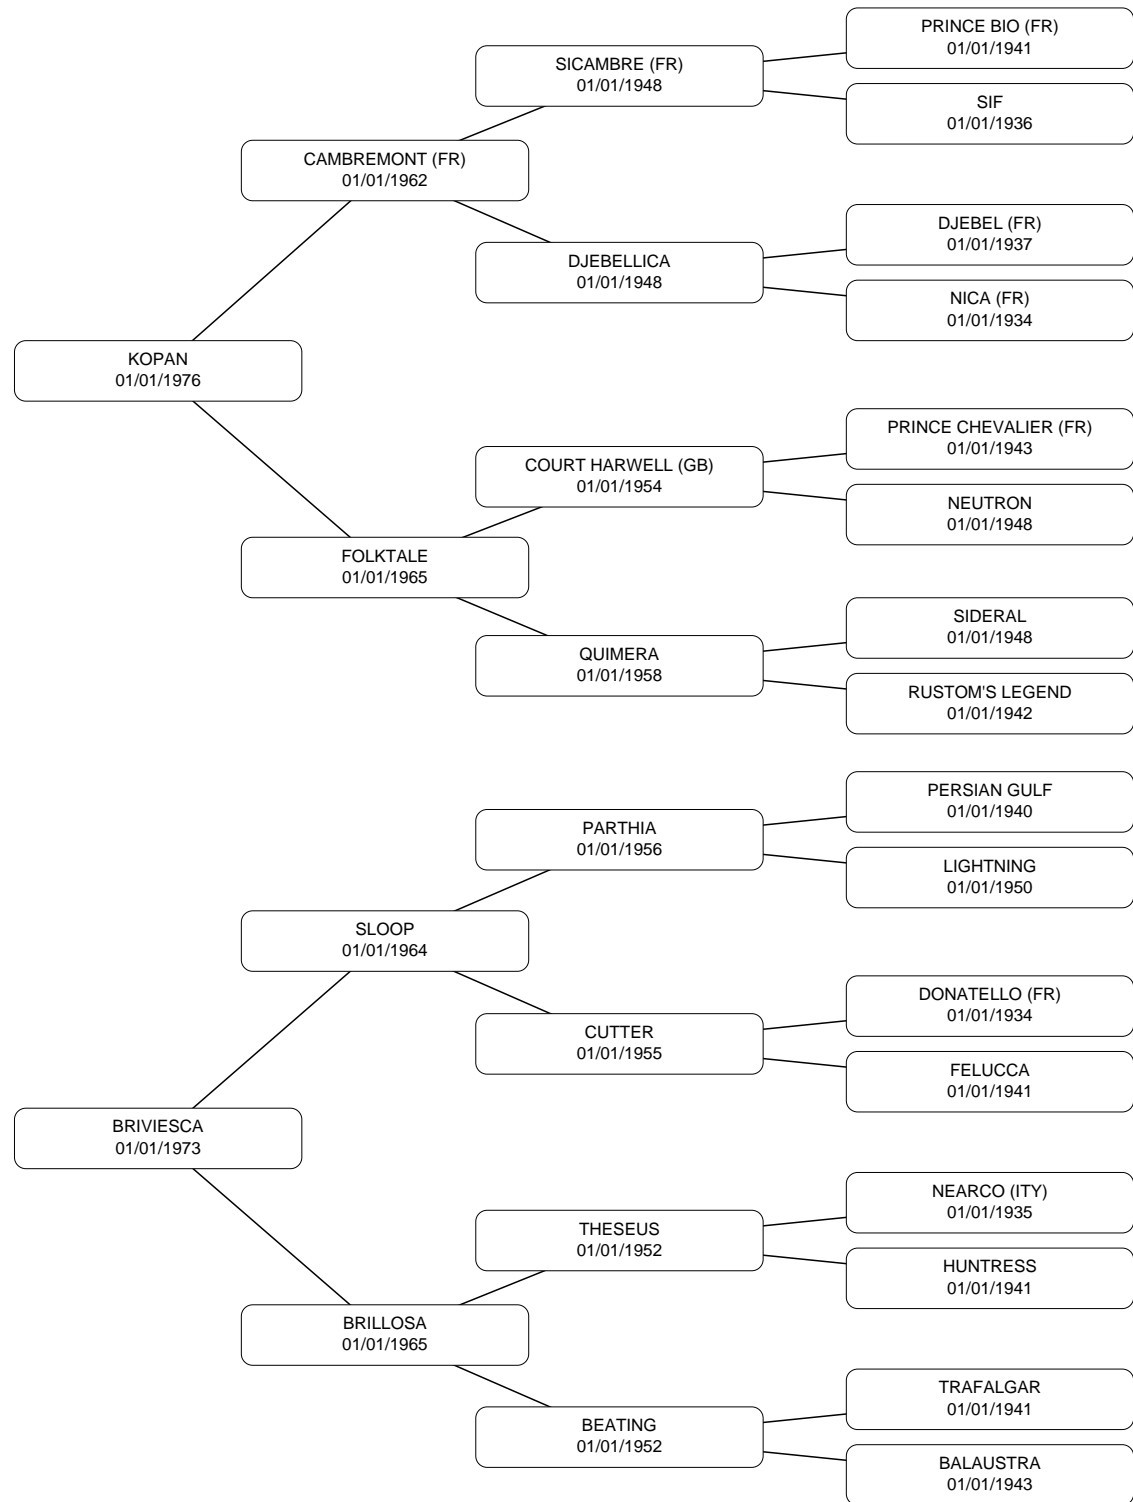 PRINCE BIO (FR)
01/01/1941
SICAMBRE (FR)
01/01/1948
SIF
01/01/1936
CAMBREMONT (FR)
01/01/1962
DJEBEL (FR)
01/01/1937
DJEBELLICA
01/01/1948
NICA (FR)
01/01/1934
KOPAN
01/01/1976
PRINCE CHEVALIER (FR)
01/01/1943
COURT HARWELL (GB)
01/01/1954
NEUTRON
01/01/1948
FOLKTALE
01/01/1965
SIDERAL
01/01/1948
QUIMERA
01/01/1958
RUSTOM'S LEGEND
01/01/1942
PERSIAN GULF
01/01/1940
PARTHIA
01/01/1956
LIGHTNING
01/01/1950
SLOOP
01/01/1964
DONATELLO (FR)
01/01/1934
CUTTER
01/01/1955
FELUCCA
01/01/1941
BRIVIESCA
01/01/1973
NEARCO (ITY)
01/01/1935
THESEUS
01/01/1952
HUNTRESS
01/01/1941
BRILLOSA
01/01/1965
TRAFALGAR
01/01/1941
BEATING
01/01/1952
BALAUSTRA
01/01/1943